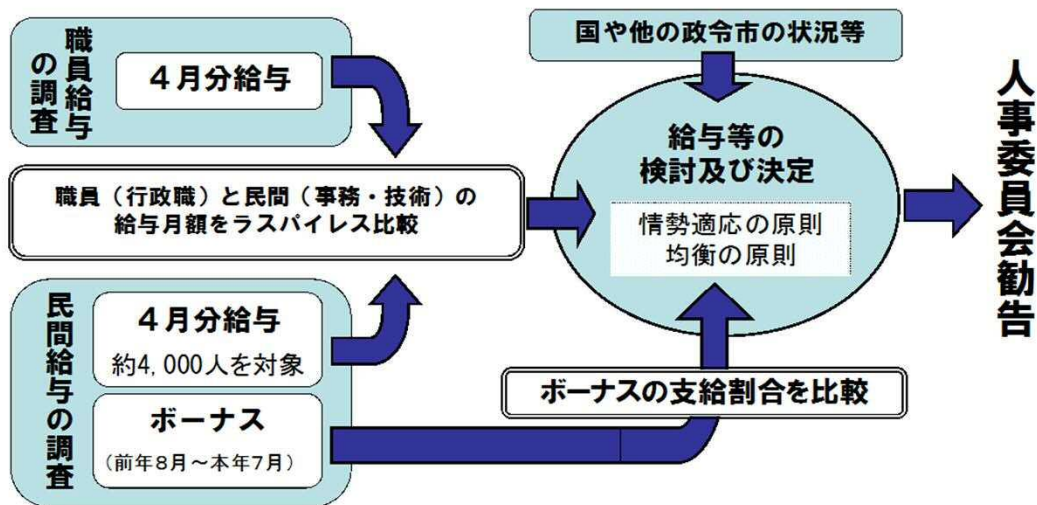 職員給与
の調査
４月分給与
国や他の政令市の状況等
給与等の
検討及び決定
情勢適応の原則
均衡の原則
職員（行政職）と民間（事務・技術）の
給与月額をラスパイレス比較
民間給与の調査
４月分給与
約4,000人を対象
ボーナス
（前年８月～本年７月）
ボーナスの支給割合を比較
人事委員会勧告